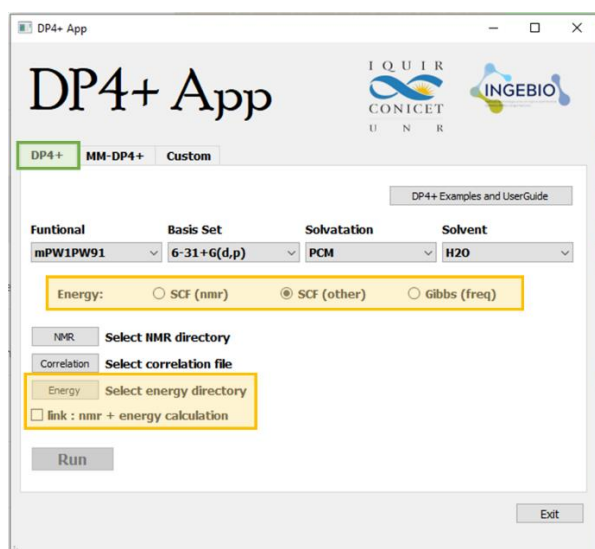 DP4+ App
DP4+ App
I Q U I R
CONICET
U N R
INGEBIO
DP4+ MM-DP4+ Custom
DP4+ Examples and UserGuide
Funtional Basis Set Solvatation Solvent
mPW1PW91 6-31+G(d,p) PCM H2O
Energy: SCF (nmr) SCF (other) Gibbs (freq)
NMR Select NMR directory
Correlation Select correlation file
Energy Select energy directory
link : nmr + energy calculation
Run
Exit